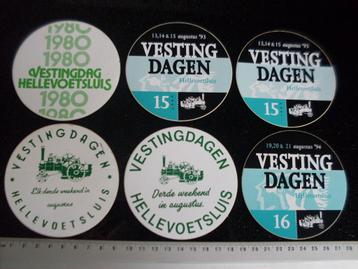 1980
1980
1980
VESTINGDAG
HELLEVOETSLUIS
1980
1980
13,14 & 15 augustus '93
VESTING
DAGEN
Hellevoetsluis
15
13,14 & 15 augustus '93
VESTING
DAGEN
Hellevoetsluis
15
VESTINGDAGEN
Elk derde weekend in
augustus
HELLEVOETSLUIS
VESTINGDAGEN
Derde weekend
in augustus.
HELLEVOETSLUIS
19,20 & 21 augustus '94
VESTING
DAGEN
Hellevoetsluis
16